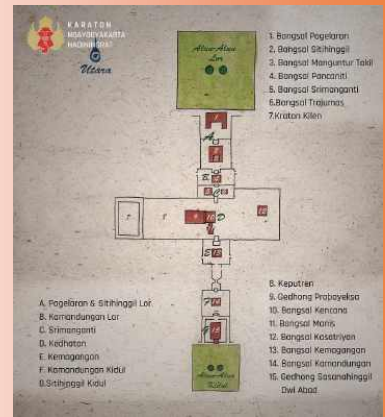 KARATON
NGAYOGYAKARTA
HADININGRAT
Utara
Alun-Alun
Lor
1. Bangsal Pagelaran
2. Bangsal Sitihinggil
3. Bangsal Manguntur Takil
4. Bangsal Pancaniti
5. Bangsal Srimanganti
6.Bangsal Trajumas
7.Kraton Kilen
A
B
C
D
E
F
A. Pagelaran & Sitihinggil Lor
B. Kamandungan Lor
C. Srimanganti
D. Kedhaton
E. Kemagangan
F. Kamandungan Kidul
G.Sitihinggil Kidul
8. Keputren
9. Gedhong Prabayeksa
10. Bangsal Kencana
11. Bangsal Manis
12. Bangsal Kasatriyan
13. Bangsal Kemagangan
14. Bangsal Kamandungan
15. Gedhong Sasanahinggil
Dwi Abad
Alun-Alun
Kidul